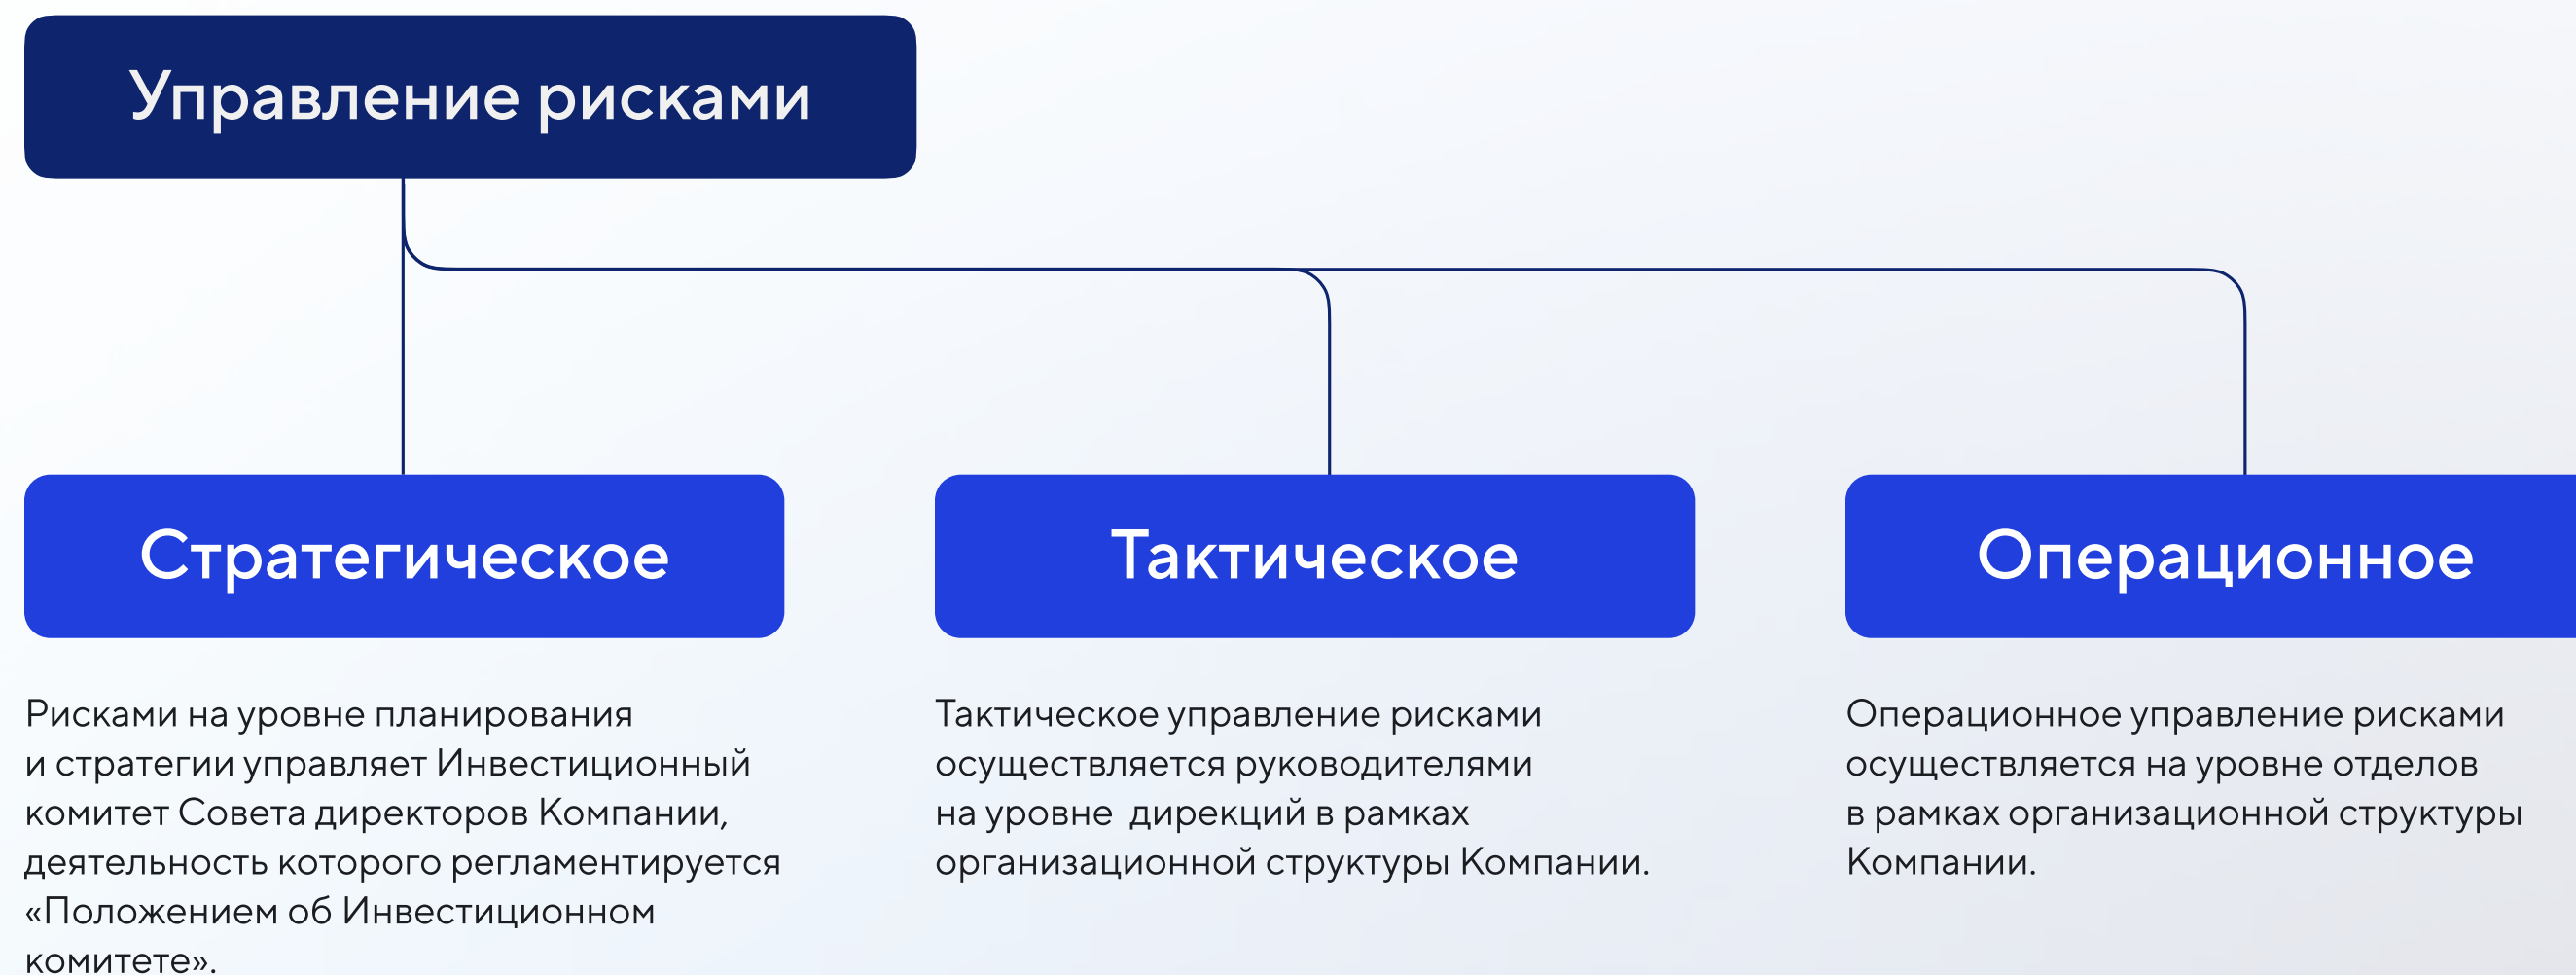 Управление рисками
Стратегическое
Рисками на уровне планирования
и стратегии управляет Инвестиционный
комитет Совета директоров Компании,
деятельность которого регламентируется
«Положением об Инвестиционном
комитете».
Тактическое
Тактическое управление рисками
осуществляется руководителями
на уровне  дирекций в рамках
организационной структуры Компании.
Операционное
Операционное управление рисками
осуществляется на уровне отделов
в рамках организационной структуры
Компании.